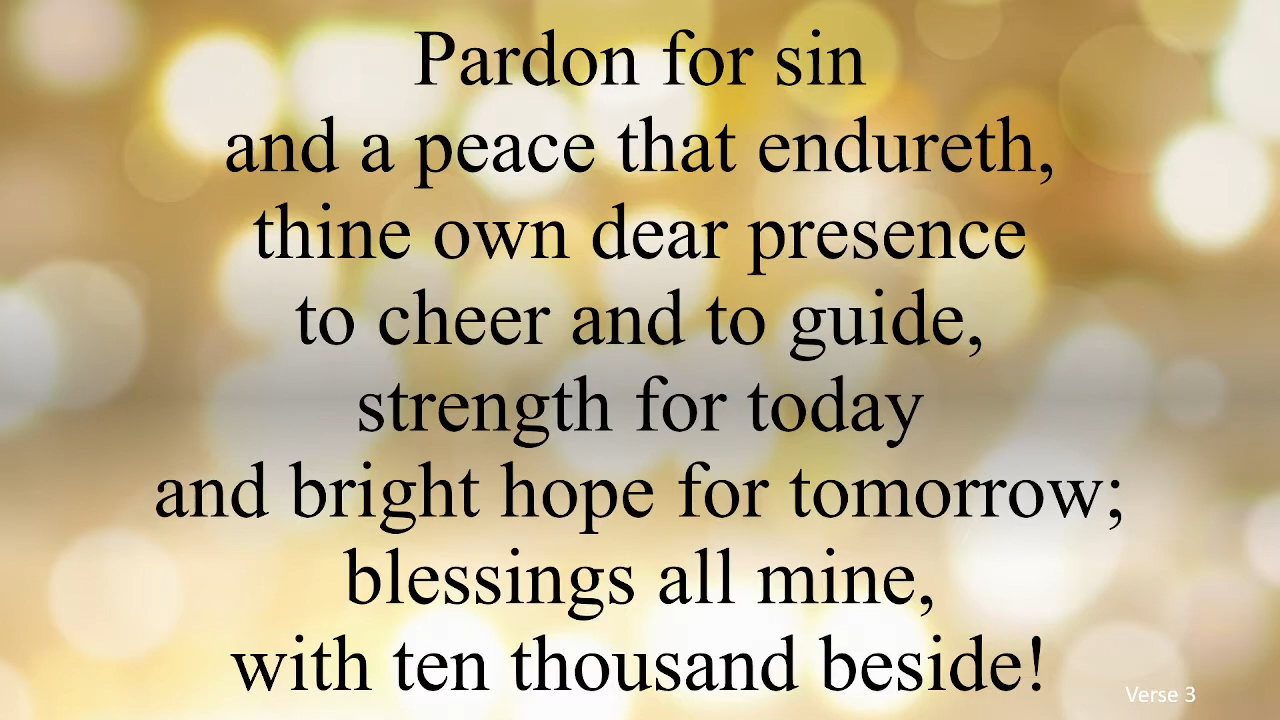 Pardon for sin
and a peace that endureth,
thine own dear presence
to cheer and to guide,
strength for today
and bright hope for tomorrow;
blessings all mine,
with ten thousand beside!
Verse 3